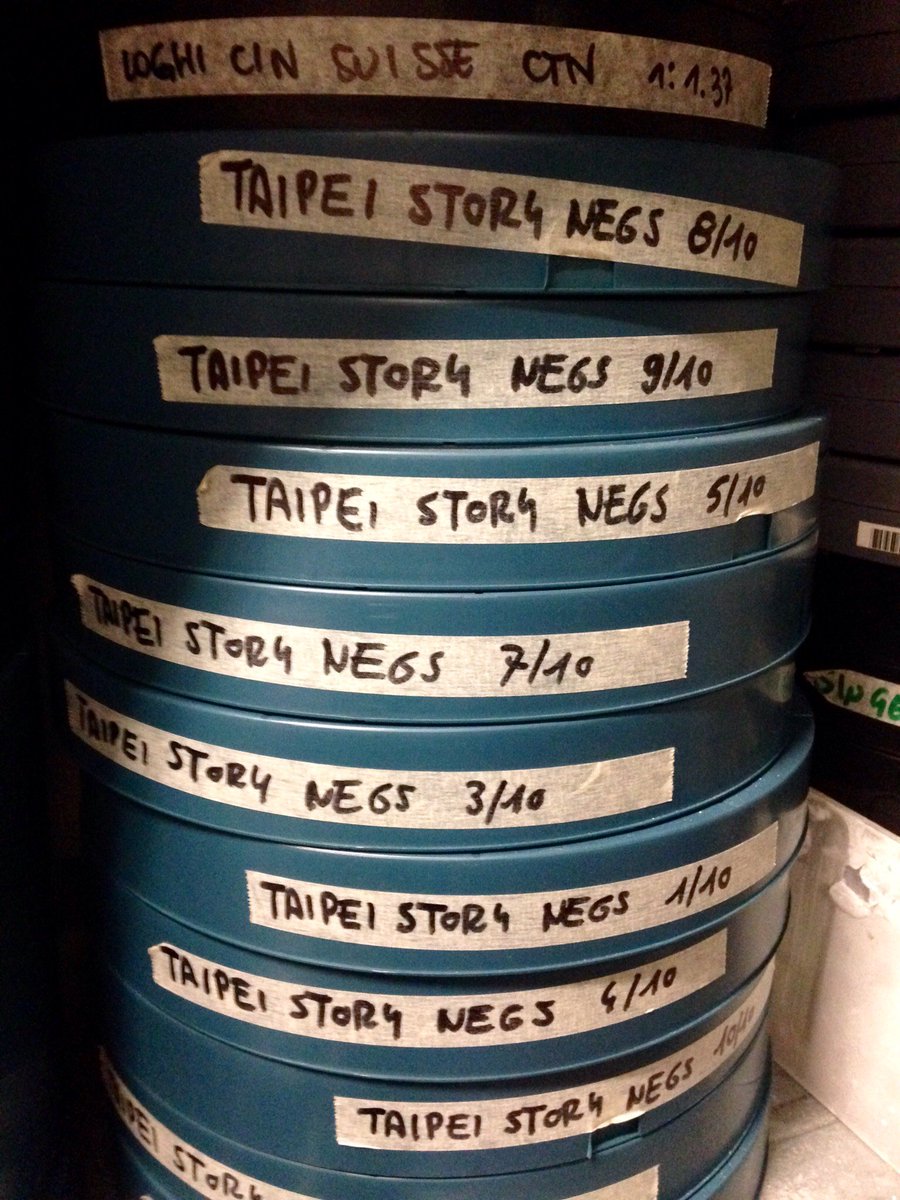 LOGHI CIN SUISSE CTN 1:1.37
TAIPEI STORY NEGS 8/10
TAIPEI STORY NEGS 9/10
TAIPEI STORY NEGS 5/10
TAIPEI STORY NEGS 7/10
TAIPEI STORY NEGS 3/10
TAIPEI STORY NEGS 1/10
TAIPEI STORY NEGS 4/10
TAIPEI STORY NEGS 10/10
TAIPEI STORY